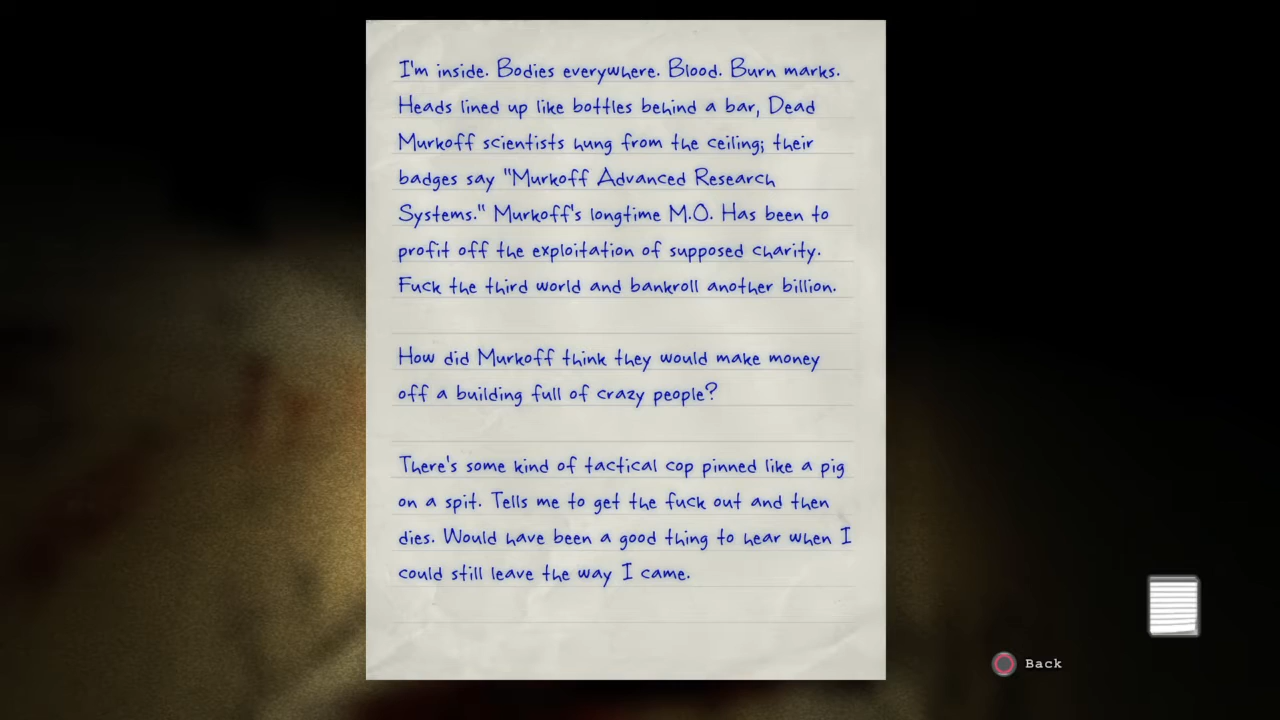 I'm inside. Bodies everywhere. Blood. Burn marks.
Heads lined up like bottles behind a bar, Dead
Murkoff scientists hung from the ceiling; their
badges say "Murkoff Advanced Research
Systems." Murkoff's longtime M.O. Has been to
profit off the exploitation of supposed charity.
Fuck the third world and bankroll another billion.
How did Murkoff think they would make money
off a building full of crazy people?
There's some kind of tactical cop pinned like a pig
on a spit. Tells me to get the fuck out and then
dies. Would have been a good thing to hear when I
could still leave the way I came.
Back